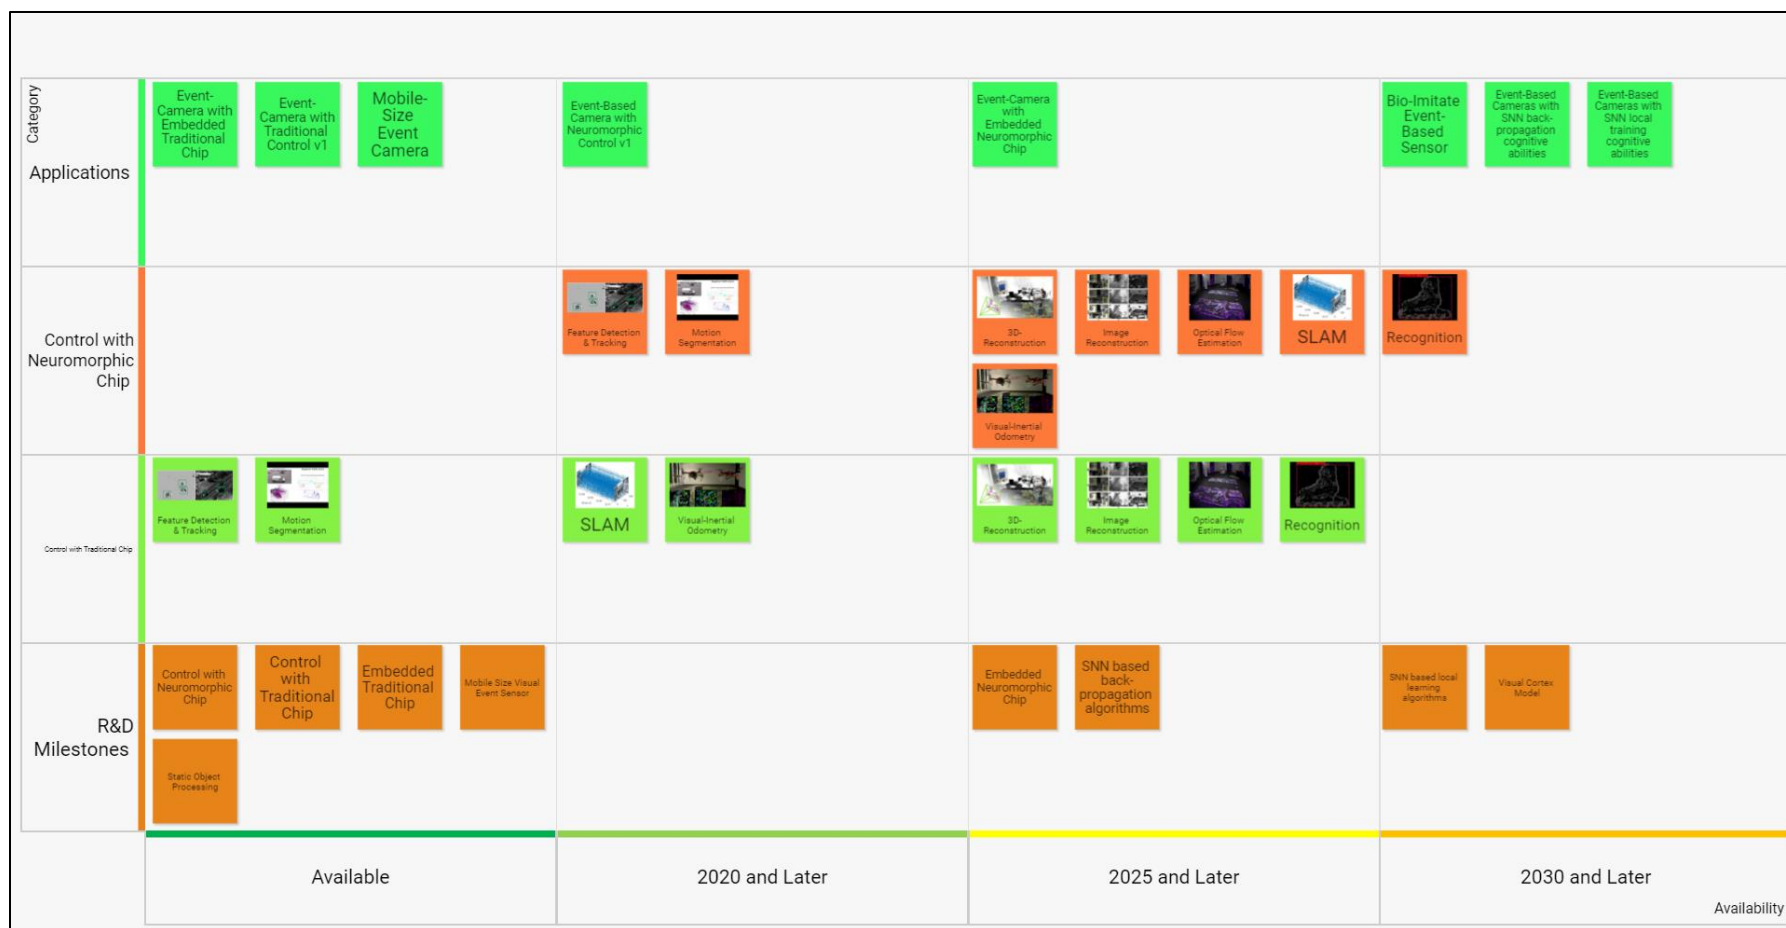 Category
Applications
Event-
Camera with
Embedded
Traditional
Chip
Event-
Camera with
Traditional
Control v1
Mobile-
Size
Event
Camera
Event-Based
Camera with
Neuromorphic
Control v1
Event-Camera
with
Embedded
Neuromorphic
Chip
Bio-Imitate
Event-
Based
Sensor
Event-Based
Cameras with
SNN back-
propagation
cognitive
abilities
Event-Based
Cameras with
SNN local
training
cognitive
abilities
Control with
Neuromorphic
Chip
Feature Detection
& Tracking
Motion
Segmentation
3D-
Reconstruction
Image
Reconstruction
Optical Flow
Estimation
SLAM
Recognition
Visual-Inertial
Odometry
Control with Traditional Chip
Feature Detection
& Tracking
Motion
Segmentation
SLAM
Visual-Inertial
Odometry
3D-
Reconstruction
Image
Reconstruction
Optical Flow
Estimation
Recognition
R&D
Milestones
Control with
Neuromorphic
Chip
Control
with
Traditional
Chip
Embedded
Traditional
Chip
Mobile Size Visual
Event Sensor
Embedded
Neuromorphic
Chip
SNN based
back-
propagation
algorithms
SNN based local
learning
algorithms
Visual Cortex
Model
Static Object
Processing
Available
2020 and Later
2025 and Later
2030 and Later
Availability